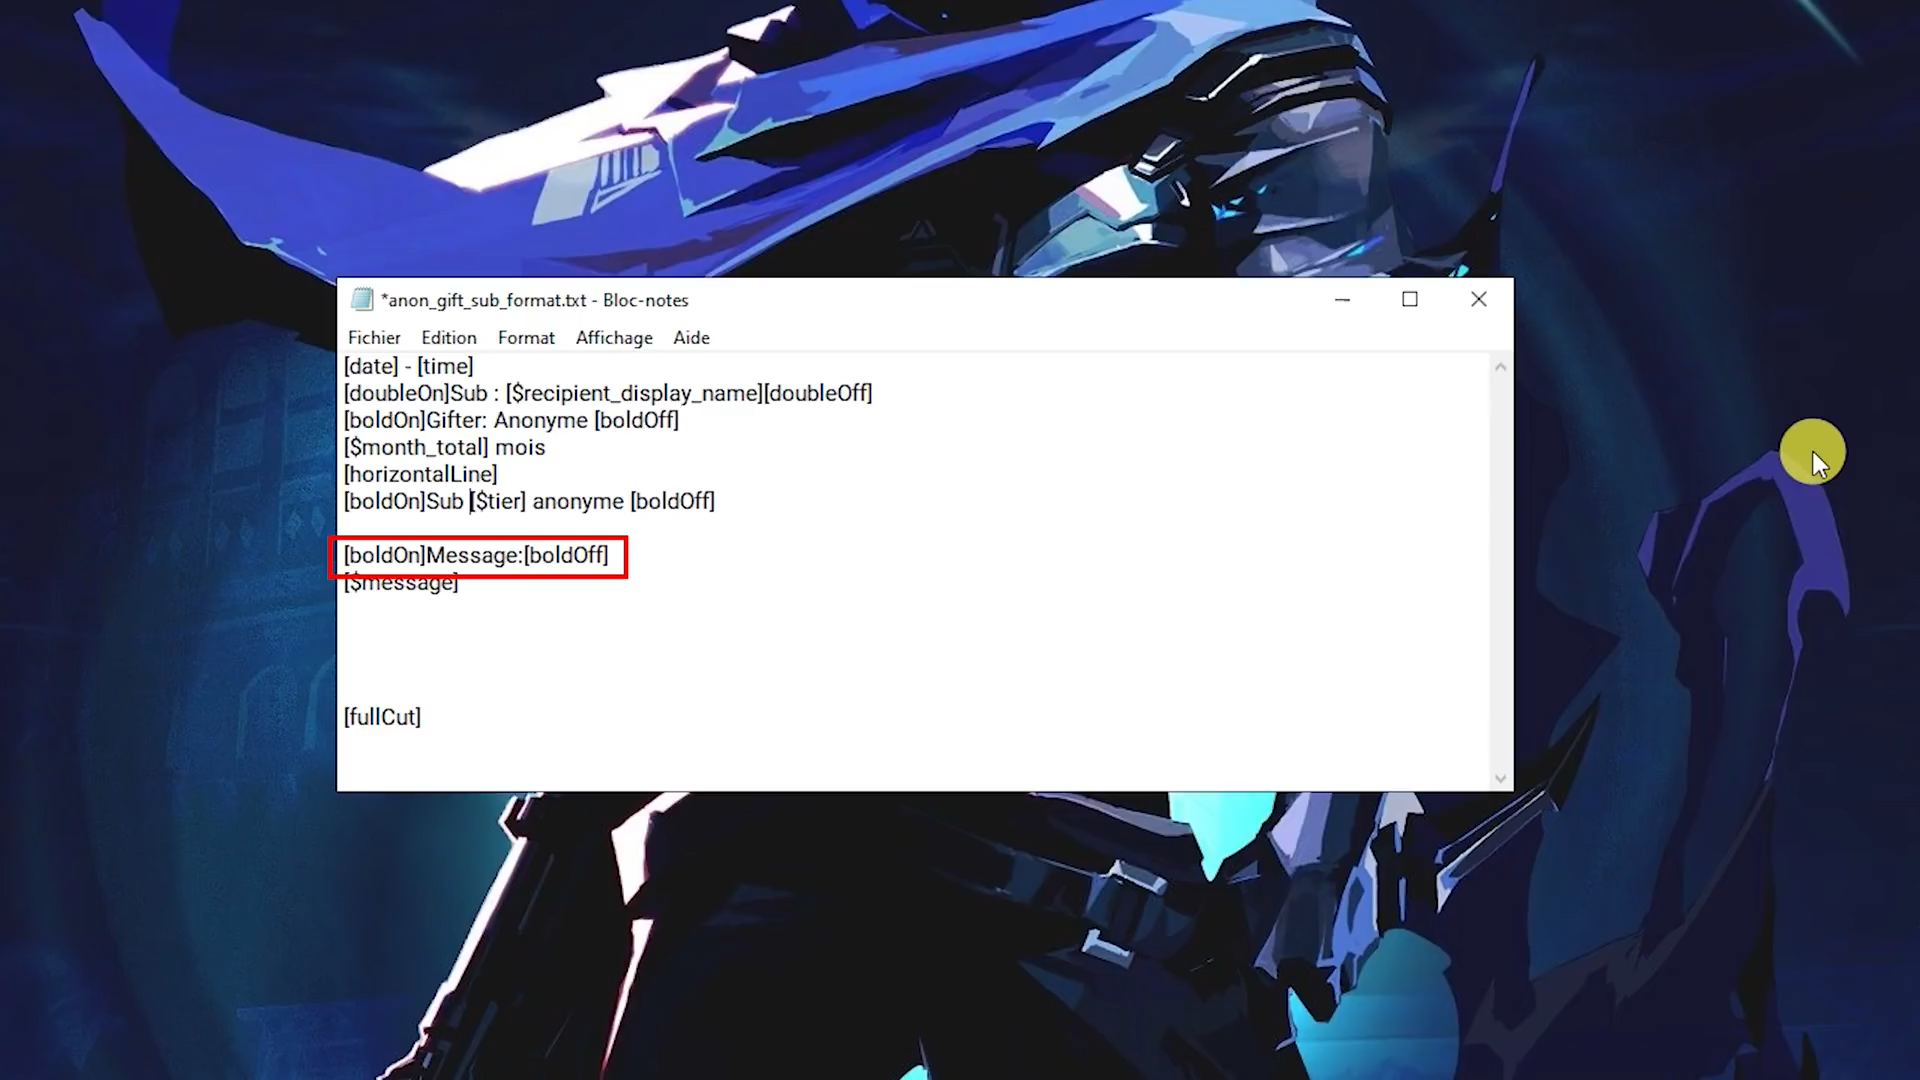 *anon_gift_sub_format.txt - Bloc-notes
Fichier Edition Format Affichage Aide
[date] - [time]
[doubleOn]Sub : [$recipient_display_name][doubleOff]
[boldOn]Gifter: Anonyme [boldOff]
[$month_total] mois
[horizontalLine]
[boldOn]Sub [$tier] anonyme [boldOff]
[boldOn]Message:[boldOff]
[$message]
[fullCut]